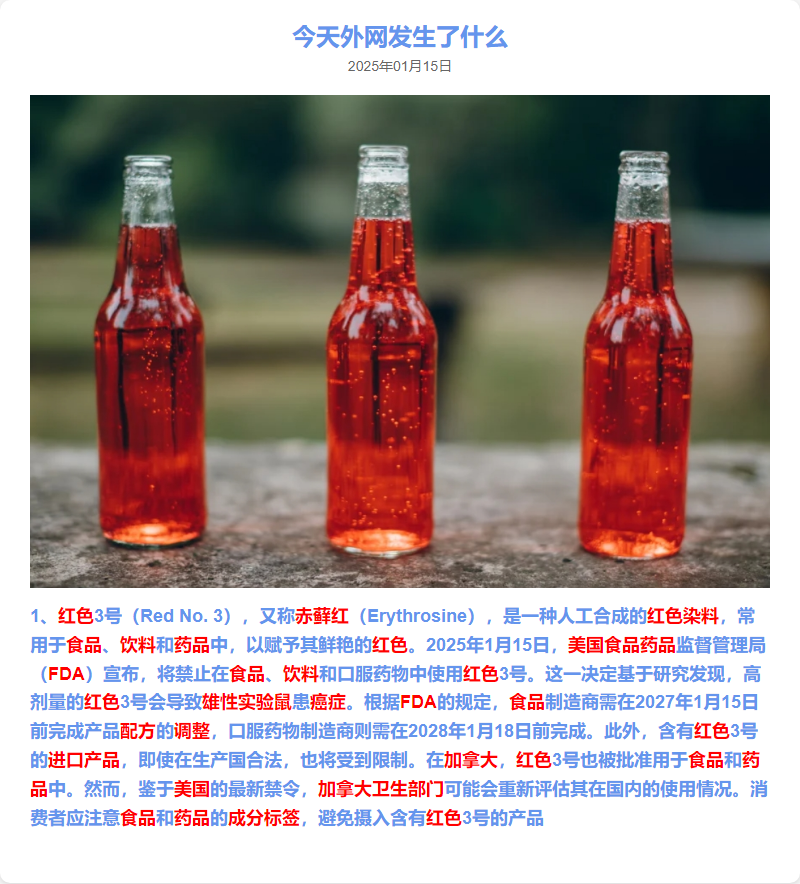 今天外网发生了什么
2025年01月15日
1、红色3号（Red No. 3），又称赤藓红（Erythrosine），是一种人工合成的红色染料，常
用于食品、饮料和药品中，以赋予其鲜艳的红色。2025年1月15日，美国食品药品监督管理局
（FDA）宣布，将禁止在食品、饮料和口服药物中使用红色3号。这一决定基于研究发现，高
剂量的红色3号会导致雄性实验鼠患癌症。根据FDA的规定，食品制造商需在2027年1月15日
前完成产品配方的调整，口服药物制造商则需在2028年1月18日前完成。此外，含有红色3号
的进口产品，即使在生产国合法，也将受到限制。在加拿大，红色3号也被批准用于食品和药
品中。然而，鉴于美国的最新禁令，加拿大卫生部门可能会重新评估其在国内的使用情况。消
费者应注意食品和药品的成分标签，避免摄入含有红色3号的产品